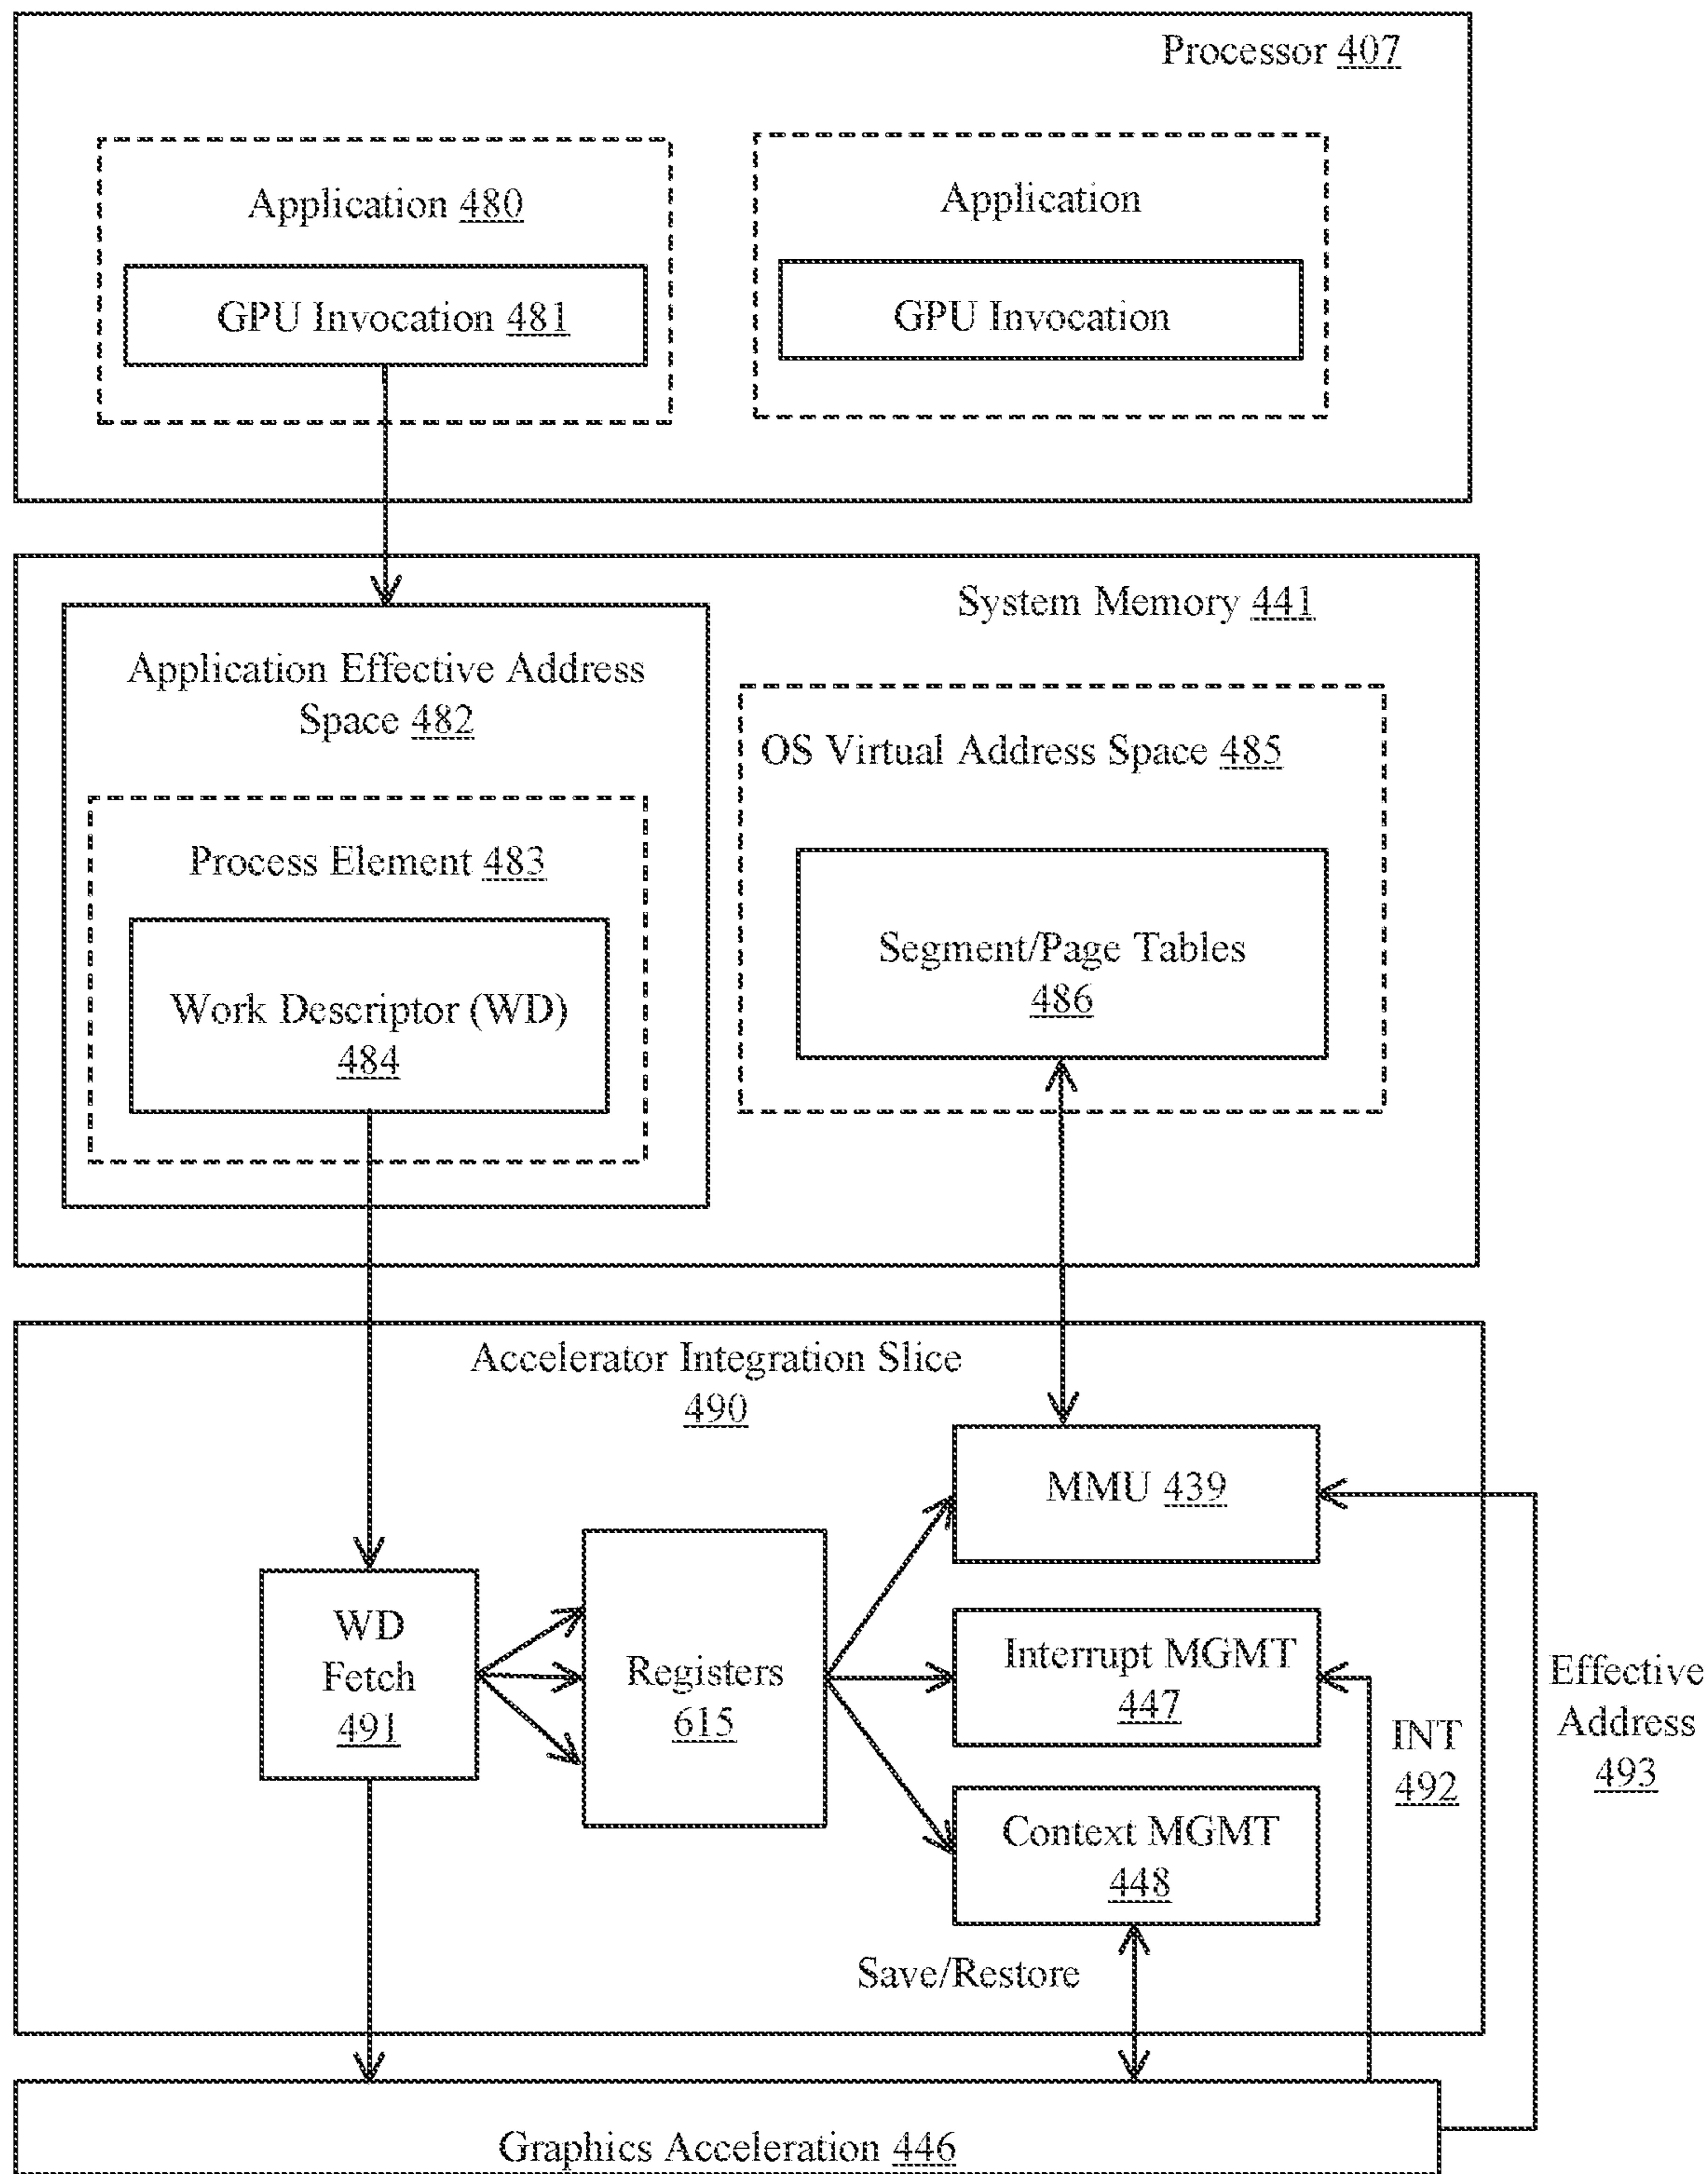 Processor 407
Application 480
Application
GPU Invocation 481
GPU Invocation
System Memory 441
Application Effective Address
Space 482
OS Virtual Address Space 485
Process Element 483
Segment/Page Tables
486
Work Descriptor (WD)
484
Accelerator Integration Slice
490
MMU 439
WD
Fetch
491
Registers
615
Interrupt MGMT
447
Effective
Address
493
INT
492
Context MGMT
448
Save/Restore
Graphics Acceleration 446